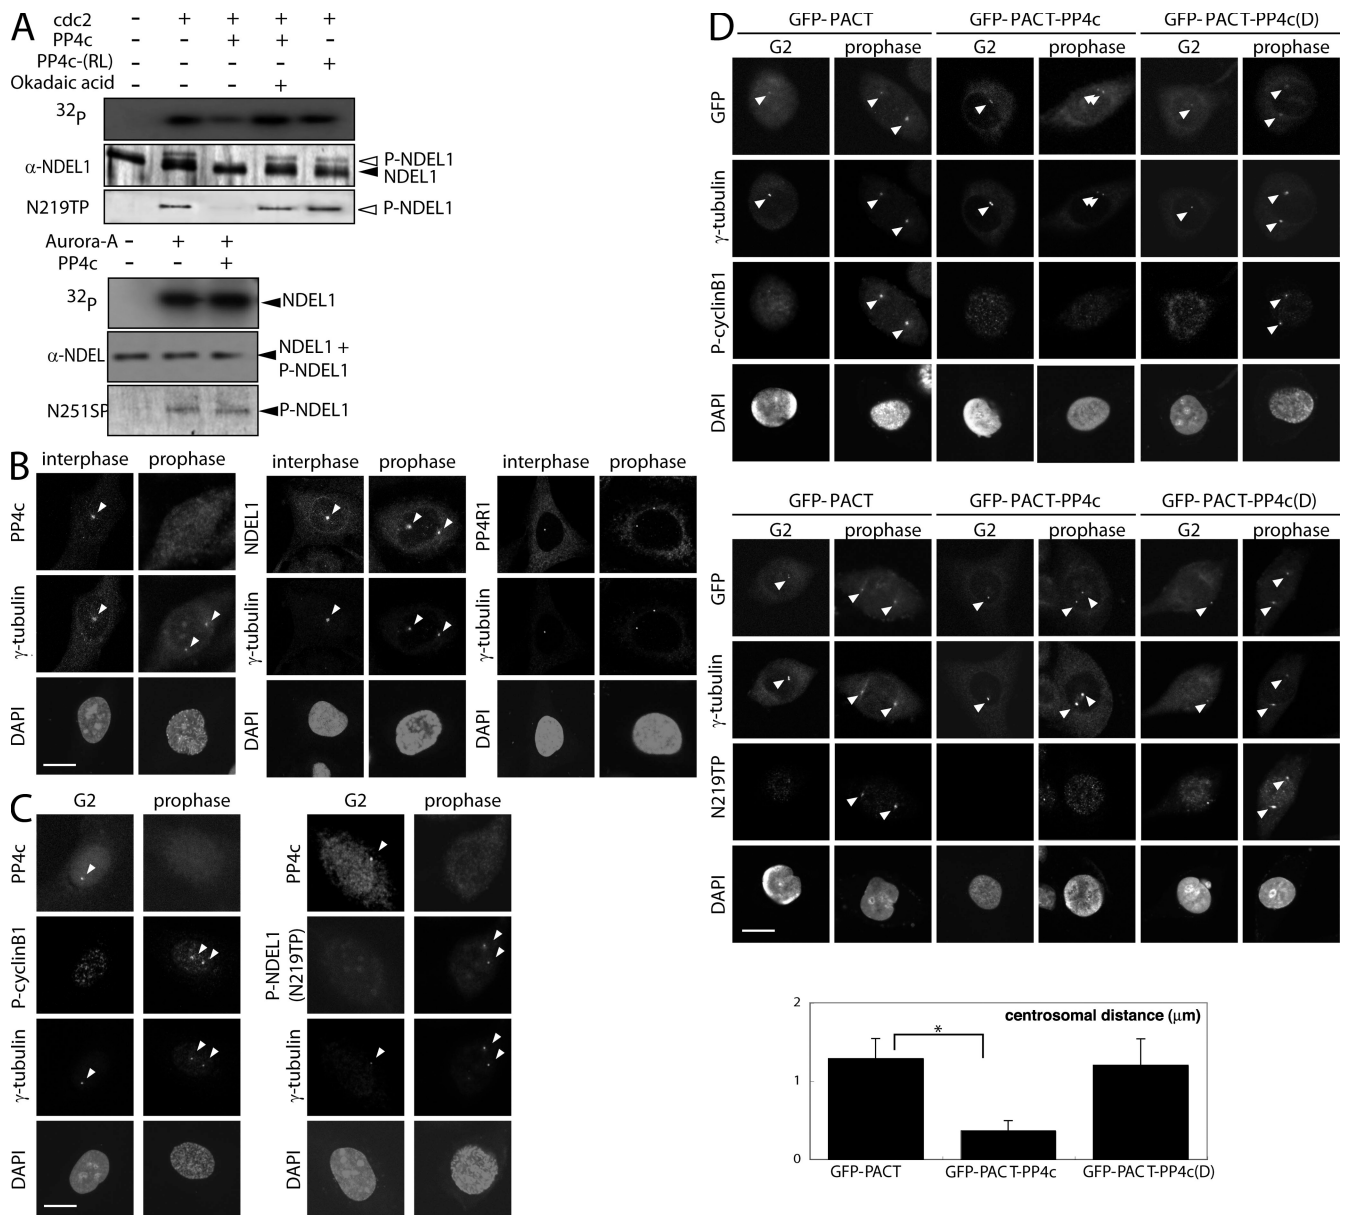 A
cdc2 - + + + -
PP4c - - + + -
PP4c-(RL) - - - - +
Okadaic acid - - - + -
32P
α-NDEL1
P-NDEL1
NDEL1
N219TP
P-NDEL1
Aurora-A - + +
PP4c - - +
32P
NDEL1
α-NDEL
NDEL1 +
P-NDEL1
N251SP
P-NDEL1
B
interphase prophase
PP4c
γ-tubulin
DAPI
interphase prophase
NDEL1
γ-tubulin
DAPI
interphase prophase
PP4R1
γ-tubulin
DAPI
C
G2 prophase
PP4c
P-cyclinB1
γ-tubulin
DAPI
G2 prophase
PP4c
P-NDEL1
(N219TP)
γ-tubulin
DAPI
D
GFP-PACT GFP-PACT-PP4c GFP-PACT-PP4c(D)
G2 prophase G2 prophase G2 prophase
GFP
γ-tubulin
P-cyclinB1
DAPI
GFP-PACT GFP-PACT-PP4c GFP-PACT-PP4c(D)
G2 prophase G2 prophase G2 prophase
GFP
γ-tubulin
N219TP
DAPI
centrosomal distance (μm)
*
2
1
0
GFP-PACT GFP-PACT-PP4c GFP-PACT-PP4c(D)